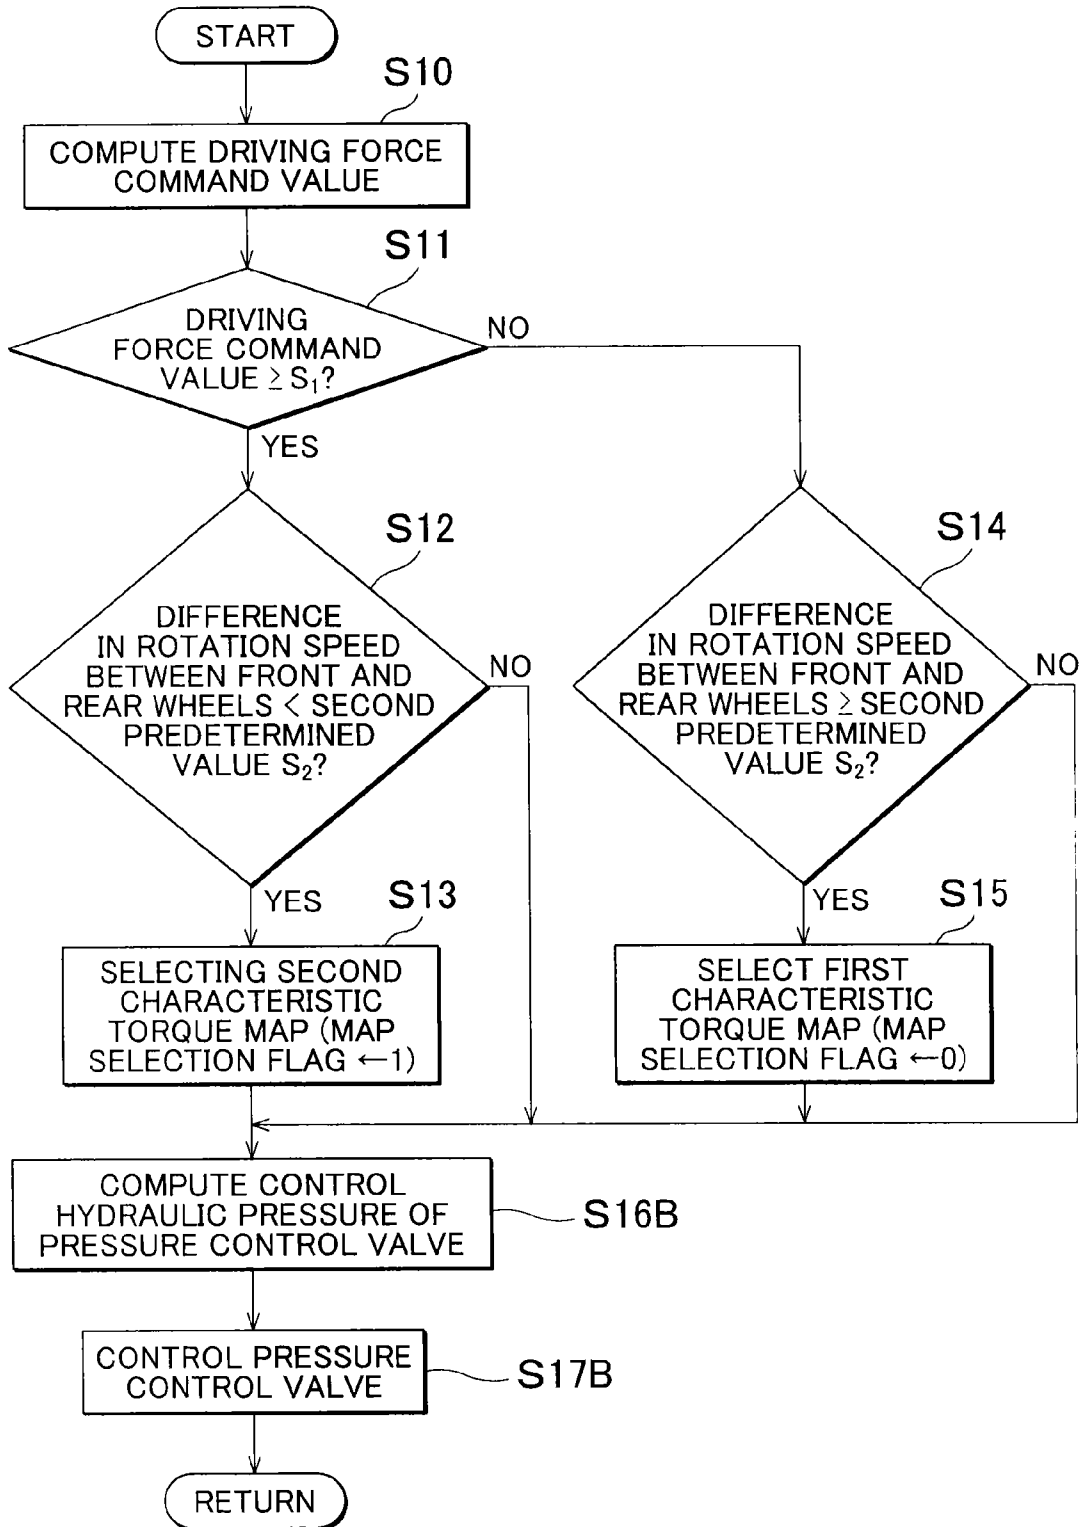 START
S10
COMPUTE DRIVING FORCE
COMMAND VALUE
S11
DRIVING
FORCE COMMAND
VALUE ≥ S₁?
NO
YES
S12
DIFFERENCE
IN ROTATION SPEED
BETWEEN FRONT AND
REAR WHEELS < SECOND
PREDETERMINED
VALUE S₂?
NO
YES
S14
DIFFERENCE
IN ROTATION SPEED
BETWEEN FRONT AND
REAR WHEELS ≥ SECOND
PREDETERMINED
VALUE S₂?
NO
YES
S13
SELECTING SECOND
CHARACTERISTIC
TORQUE MAP (MAP
SELECTION FLAG ←1)
S15
SELECT FIRST
CHARACTERISTIC
TORQUE MAP (MAP
SELECTION FLAG ←0)
COMPUTE CONTROL
HYDRAULIC PRESSURE OF
PRESSURE CONTROL VALVE
S16B
CONTROL PRESSURE
CONTROL VALVE
S17B
RETURN